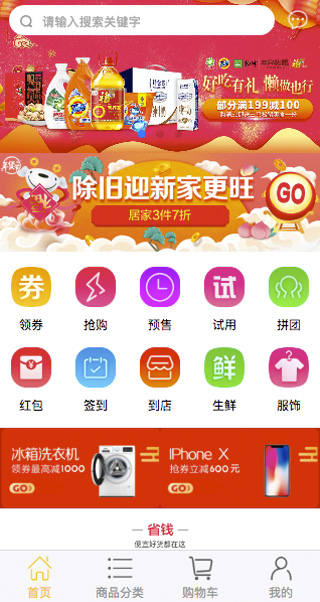 请输入搜索关键字
好吃有礼 懒做也行
部分满199减100
除旧迎新家更旺
GO
居家3件7折
券
试
领券
抢购
预售
试用
拼团
鲜
红包
签到
到店
生鲜
服饰
冰箱洗衣机
领券最高减1000
GO
IPhone X
抢券立减600元
GO
省钱
便宜好货都在这
首页
商品分类
购物车
我的